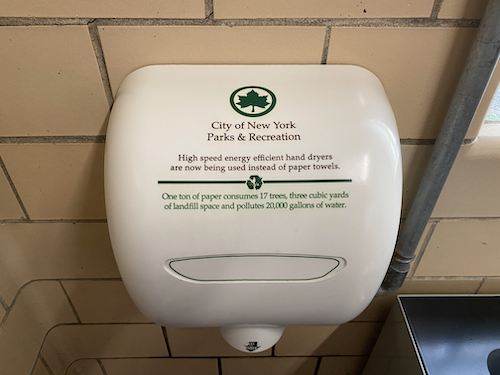 City of New York
Parks & Recreation
High speed energy efficient hand dryers
are now being used instead of paper towels.
One ton of paper consumes 17 trees, three cubic yards
of landfill space and pollutes 20,000 gallons of water.